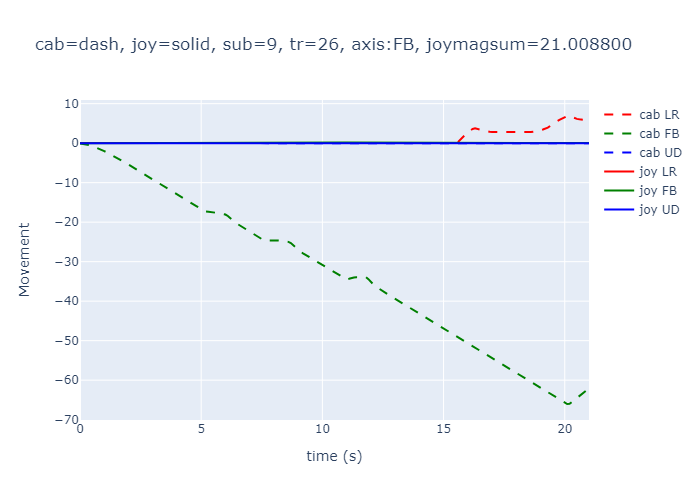 cab=dash, joy=solid, sub=9, tr=26, axis:FB, joymagsum=21.008800
10
0
−10
−20
−30
−40
−50
−60
−70
Movement
0 5 10 15 20
time (s)
cab LR
cab FB
cab UD
joy LR
joy FB
joy UD